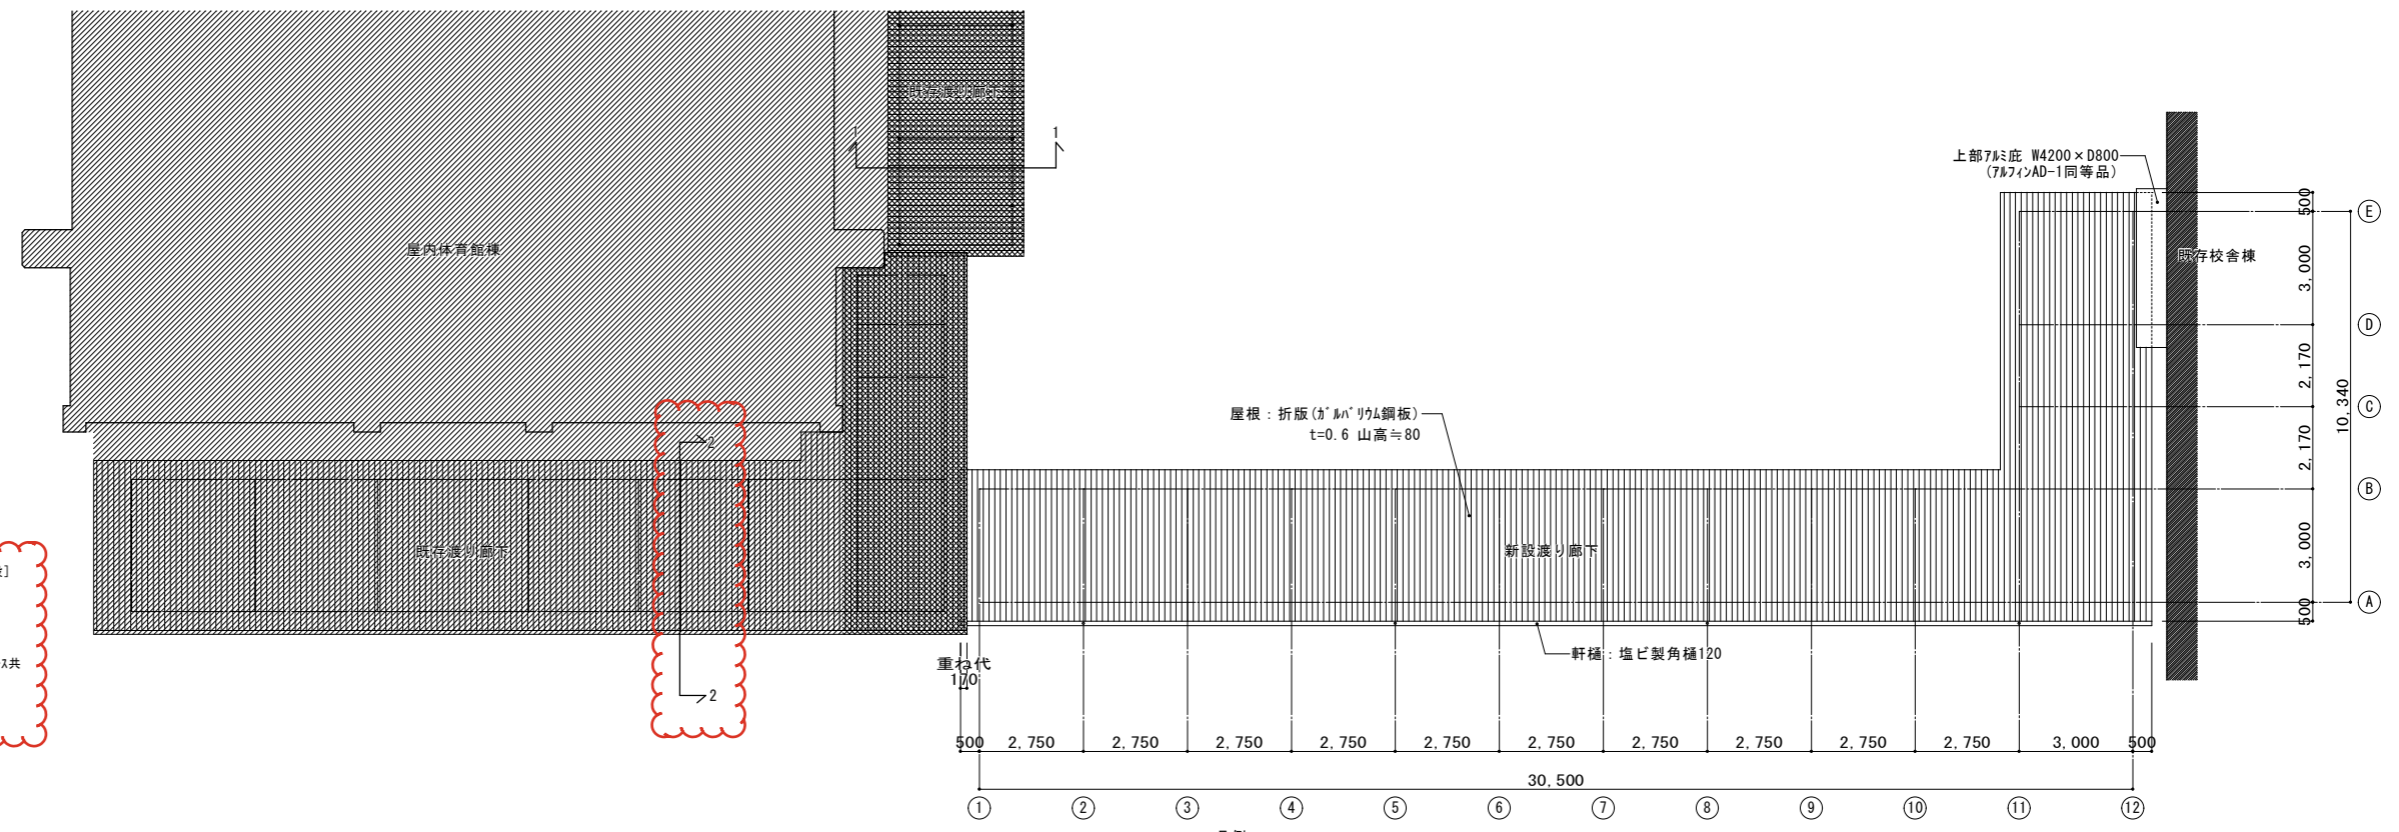 既存渡り廊下
1
1
上部アルミ庇 W4200×D800
(アルフィンAD-1同等品)
屋内体育館棟
既存校舎棟
500
E
3,000
D
2,170
C
10,340
2,170
B
3,000
A
500
屋根：折版(ガルバリウム鋼板)
t=0.6 山高≒80
2
既存渡り廊下
新設渡り廊下
軒樋：塩ビ製角樋120
2
重ね代
170
500
2,750
2,750
2,750
2,750
2,750
2,750
2,750
2,750
2,750
2,750
3,000
500
30,500
1
2
3
4
5
6
7
8
9
10
11
12